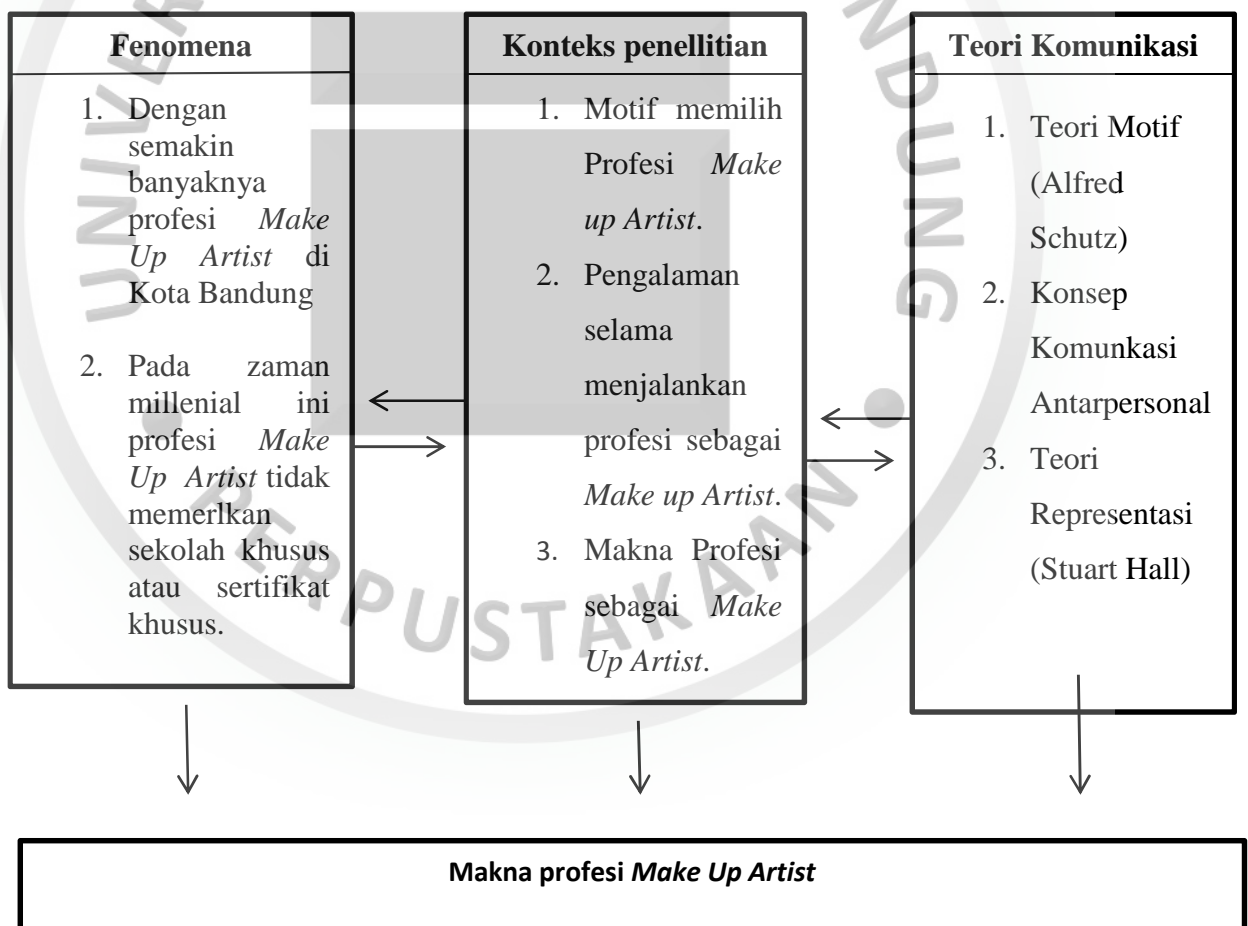 Fenomena
1. Dengan
semakin
banyaknya
profesi Make
Up Artist di
Kota Bandung
2. Pada zaman
millenial ini
profesi Make
Up Artist tidak
memerlkan
sekolah khusus
atau sertifikat
khusus.
Konteks penellitian
1. Motif memilih
Profesi Make
up Artist.
2. Pengalaman
selama
menjalankan
profesi sebagai
Make up Artist.
3. Makna Profesi
sebagai Make
Up Artist.
Teori Komunikasi
1. Teori Motif
(Alfred
Schutz)
2. Konsep
Komunkasi
Antarpersonal
3. Teori
Representasi
(Stuart Hall)
Makna profesi Make Up Artist
PERPUSTAKAAN